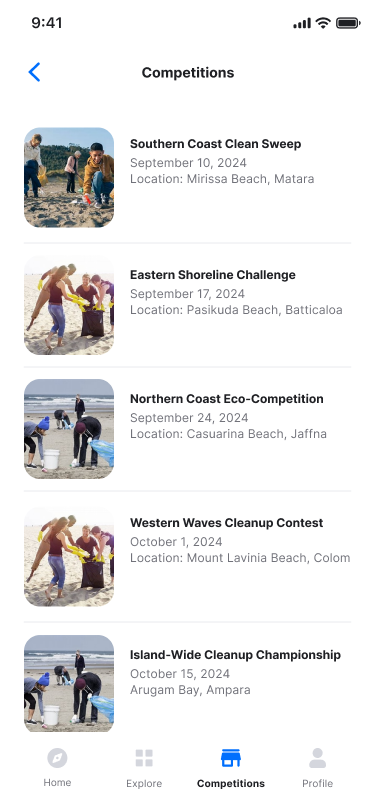 9:41
Competitions
Southern Coast Clean Sweep
September 10, 2024
Location: Mirissa Beach, Matara
Eastern Shoreline Challenge
September 17, 2024
Location: Pasikuda Beach, Batticaloa
Northern Coast Eco-Competition
September 24, 2024
Location: Casuarina Beach, Jaffna
Western Waves Cleanup Contest
October 1, 2024
Location: Mount Lavinia Beach, Colom
Island-Wide Cleanup Championship
October 15, 2024
Arugam Bay, Ampara
Home
Explore
Competitions
Profile